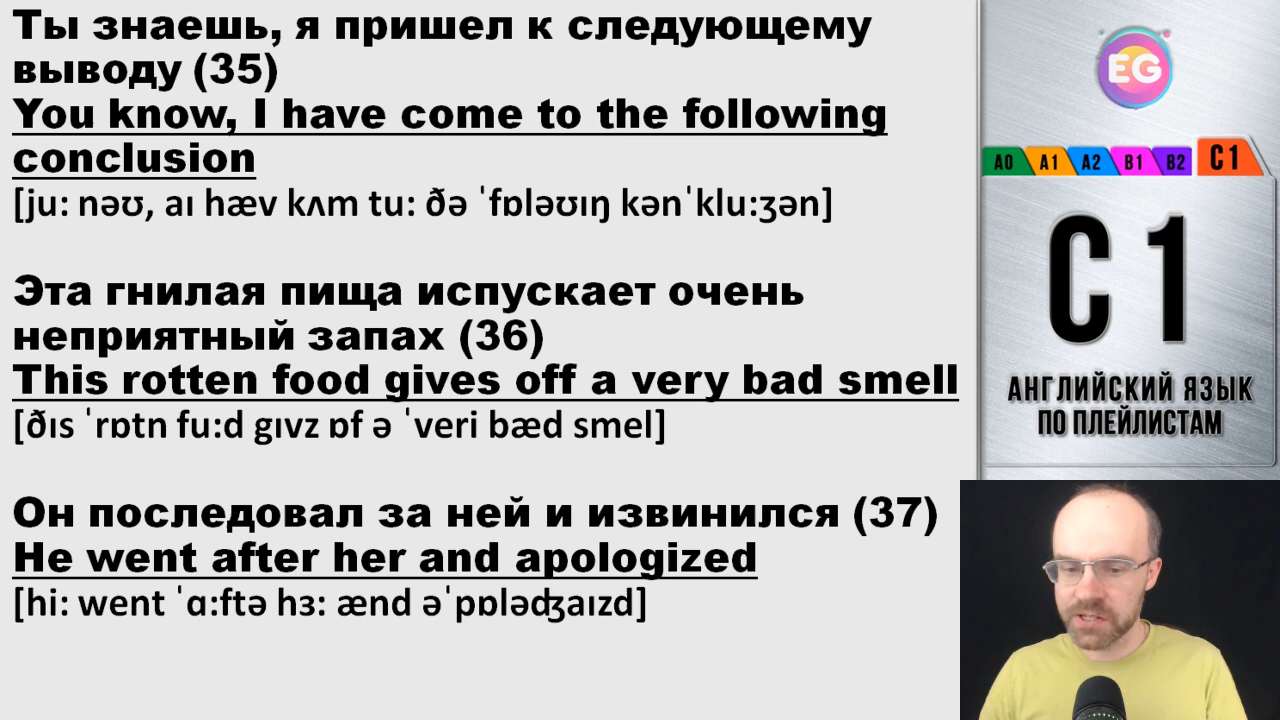 Ты знаешь, я пришел к следующему
выводу (35)
You know, I have come to the following
conclusion
[ju: nəʊ, aɪ hæv kʌm tu: ðə ˈfɒləʊɪŋ kənˈklu:ʒən]
Эта гнилая пища испускает очень
неприятный запах (36)
This rotten food gives off a very bad smell
[ðɪs ˈrɒtn fu:d gɪvz ɒf ə ˈveri bæd smel]
Он последовал за ней и извинился (37)
He went after her and apologized
[hi: went ˈɑ:ftə hɜ: ænd əˈpɒləʤaɪzd]
EG
A0 A1 A2 B1 B2 C1
C1
АНГЛИЙСКИЙ ЯЗЫК
ПО ПЛЕЙЛИСТАМ